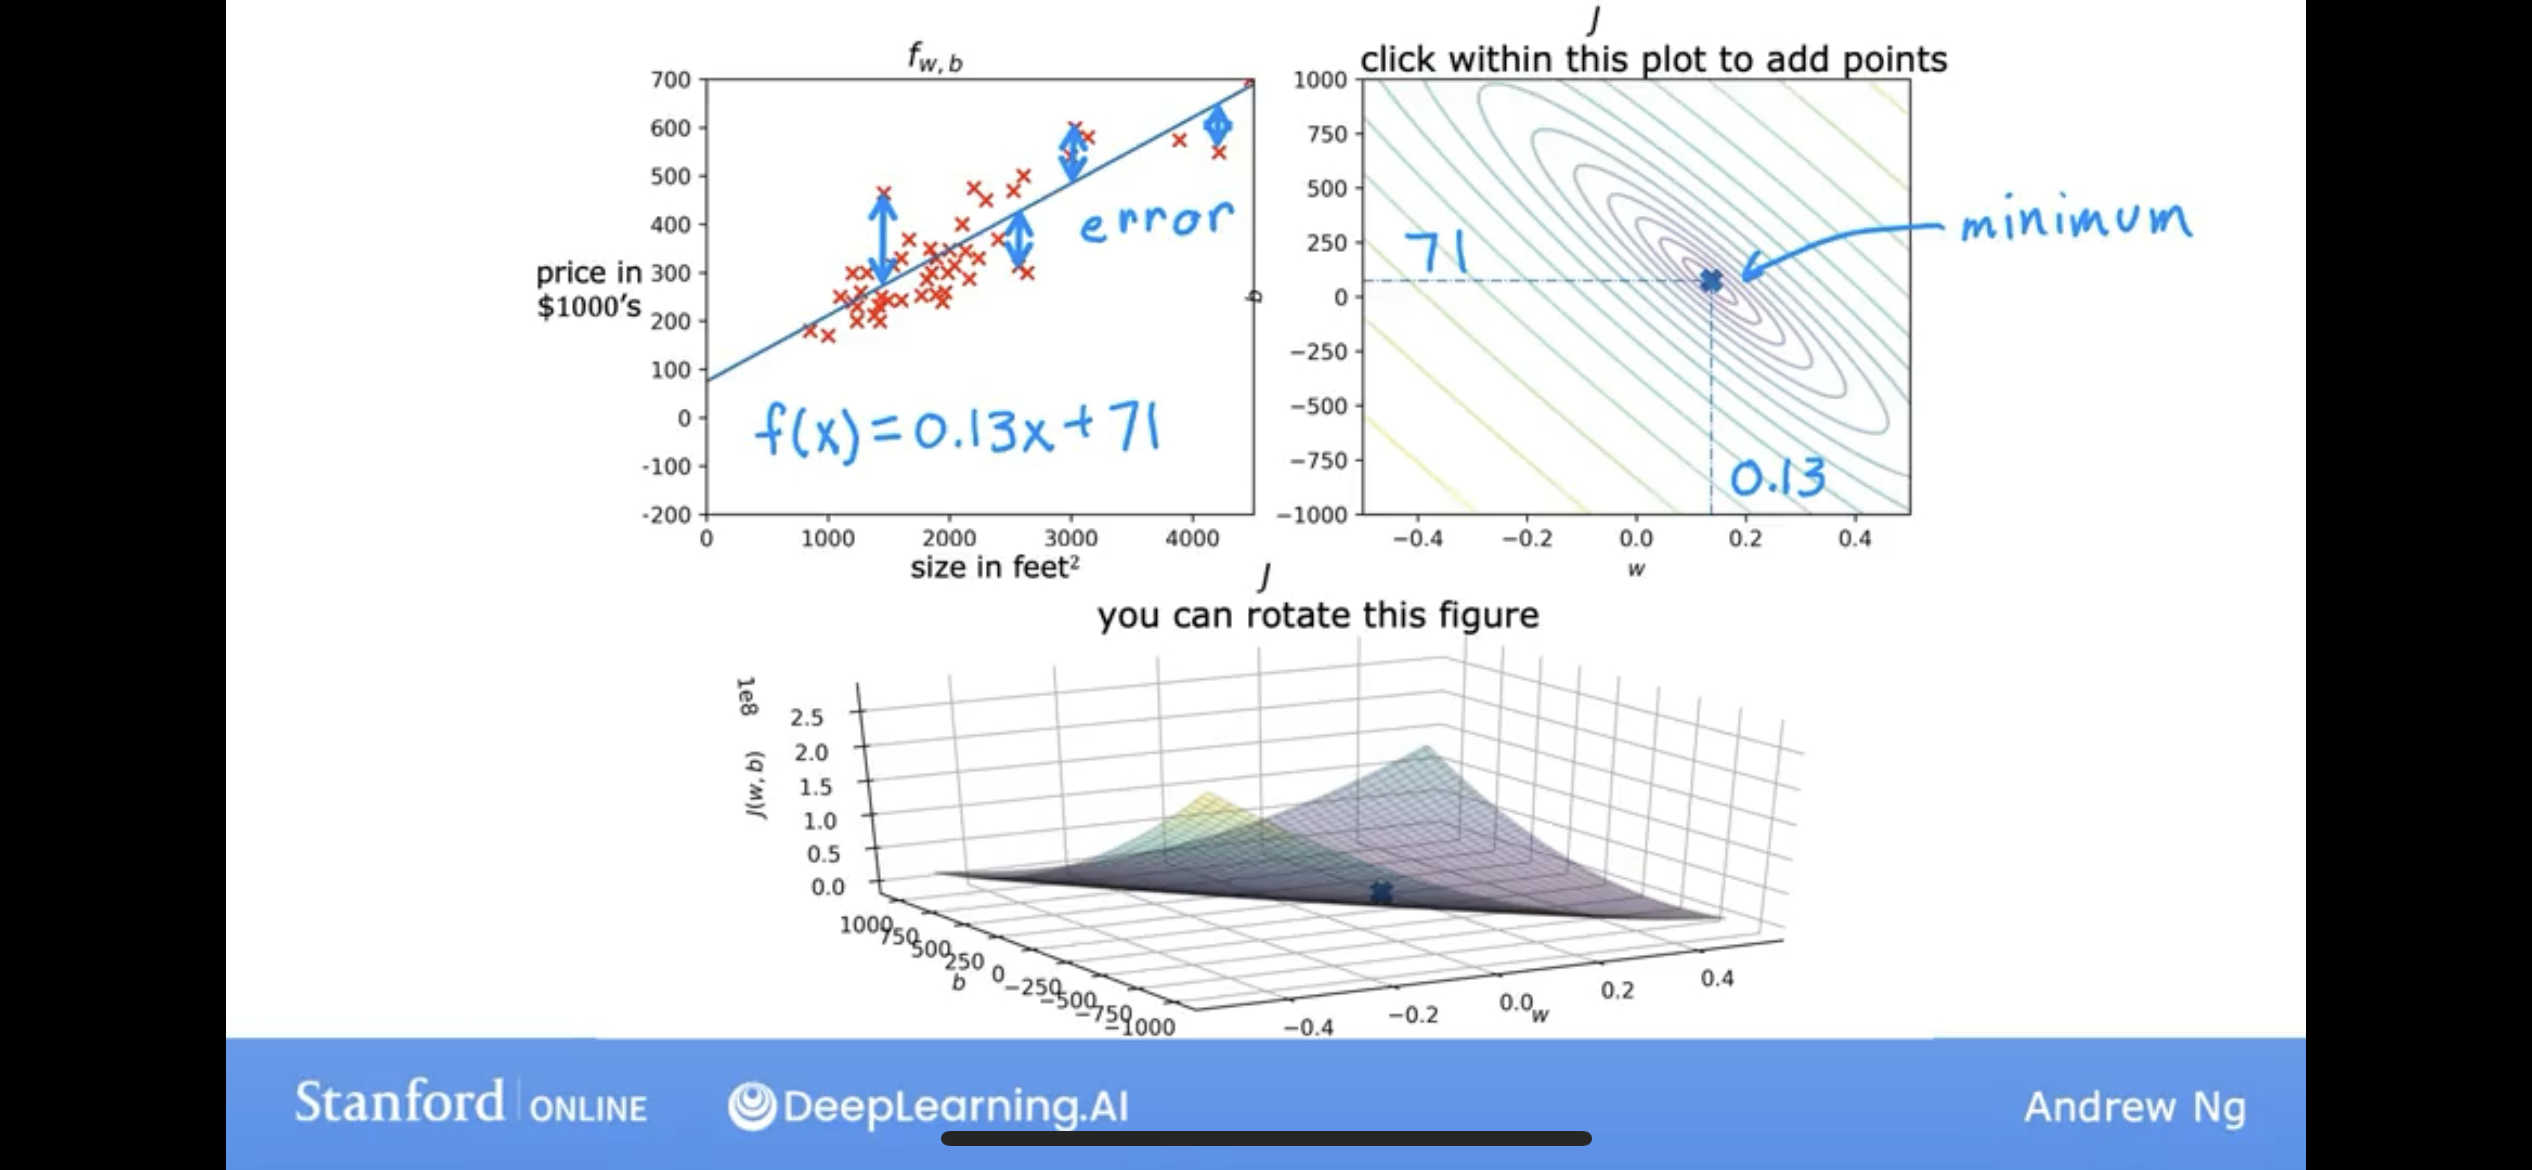 f_{w, b}
700
600
500
400
300
200
100
0
-100
-200
price in
$1000's
0 1000 2000 3000 4000
size in feet²
error
f(x) = 0.13x + 71
J
click within this plot to add points
1000
750
500
250
0
−250
−500
−750
−1000
b
−0.4 −0.2 0.0 0.2 0.4
w
71
minimum
0.13
J
you can rotate this figure
1e8
J(w, b)
2.5
2.0
1.5
1.0
0.5
0.0
1000
750
500
250
0
−250
−500
−750
−1000
b
−0.4 −0.2 0.0 0.2 0.4
w
Stanford | ONLINE
DeepLearning.AI
Andrew Ng